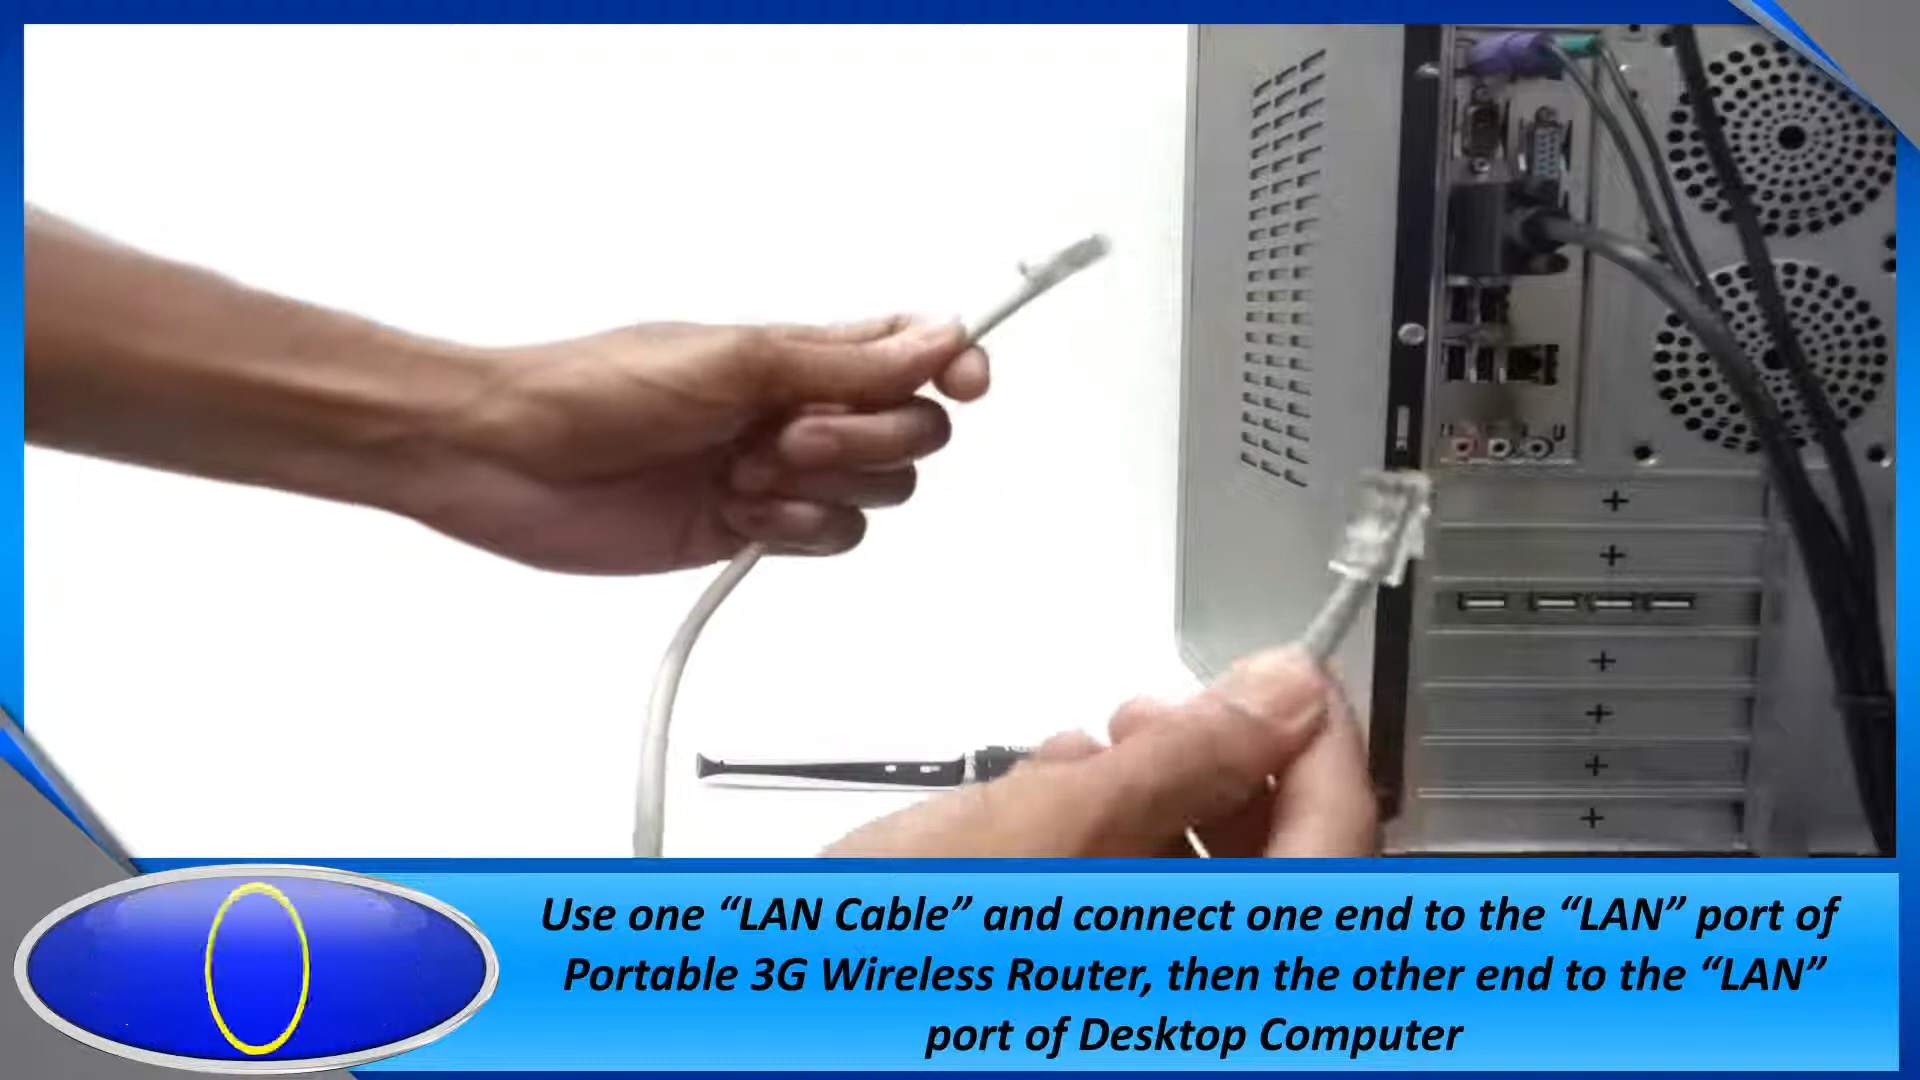 Use one “LAN Cable” and connect one end to the “LAN” port of
Portable 3G Wireless Router, then the other end to the “LAN”
port of Desktop Computer